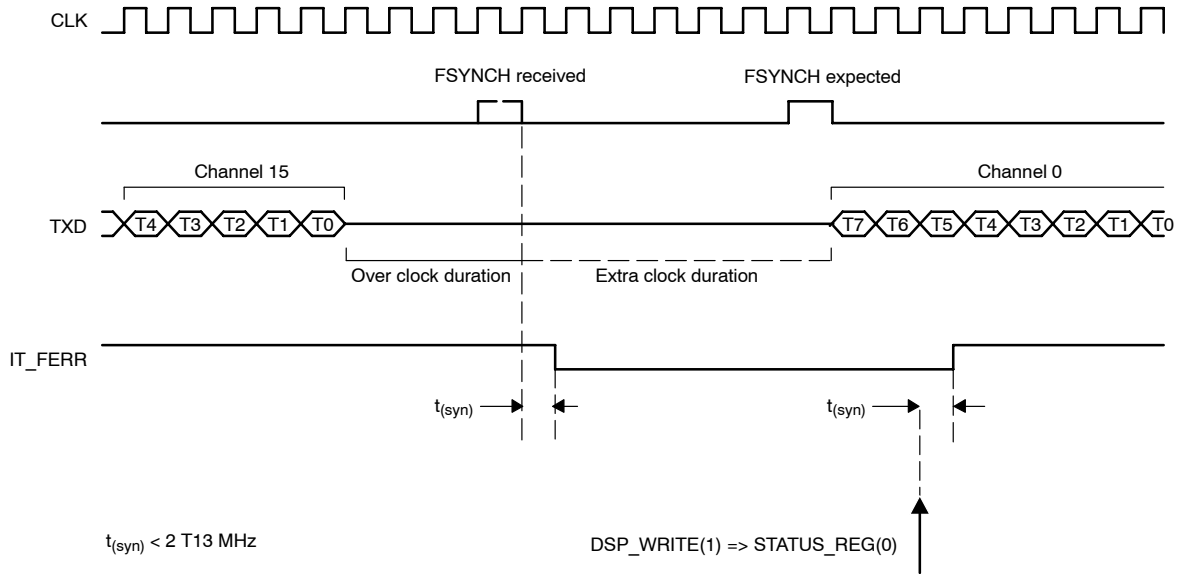 CLK
FSYNCH received
FSYNCH expected
Channel 15
Channel 0
TXD
T4 T3 T2 T1 T0
T7 T6 T5 T4 T3 T2 T1 T0
Over clock duration
Extra clock duration
IT_FERR
t(syn)
t(syn)
t(syn) < 2 T13 MHz
DSP_WRITE(1) => STATUS_REG(0)